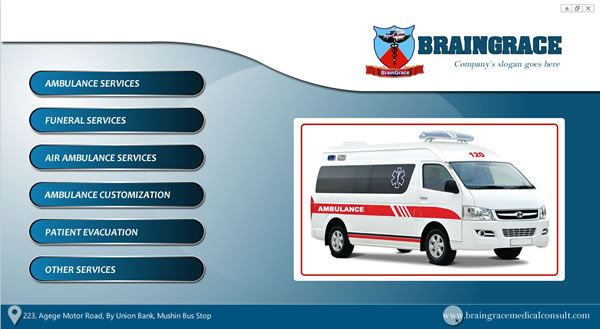 BRAINGRACE
Company's slogan goes here
BrainGrace
AMBULANCE SERVICES
FUNERAL SERVICES
AIR AMBULANCE SERVICES
AMBULANCE CUSTOMIZATION
PATIENT EVACUATION
OTHER SERVICES
120
AMBULANCE
223, Agege Motor Road, By Union Bank, Mushin Bus Stop
www.braingracemedicalconsult.com